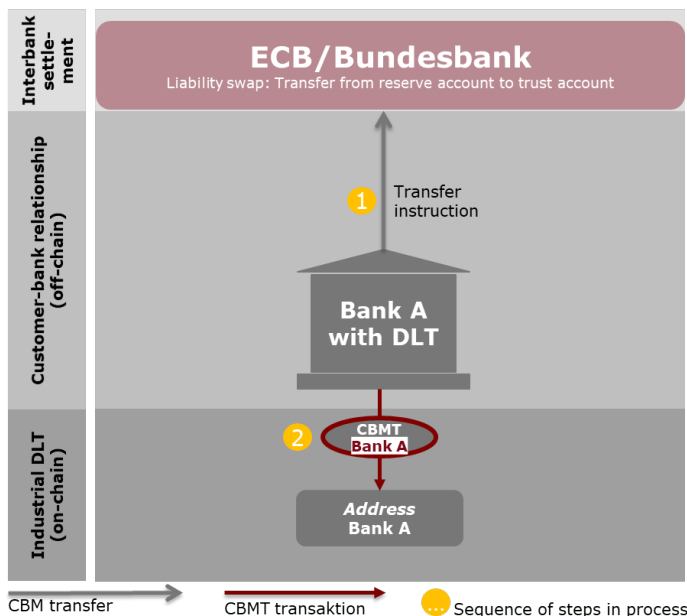 Interbank
settle-
ment
ECB/Bundesbank
Liability swap: Transfer from reserve account to trust account
Customer-bank relationship
(off-chain)
1
Transfer
instruction
Bank A
with DLT
Industrial DLT
(on-chain)
2
CBMT
Bank A
Address
Bank A
CBM transfer
CBMT transaktion
...
Sequence of steps in process